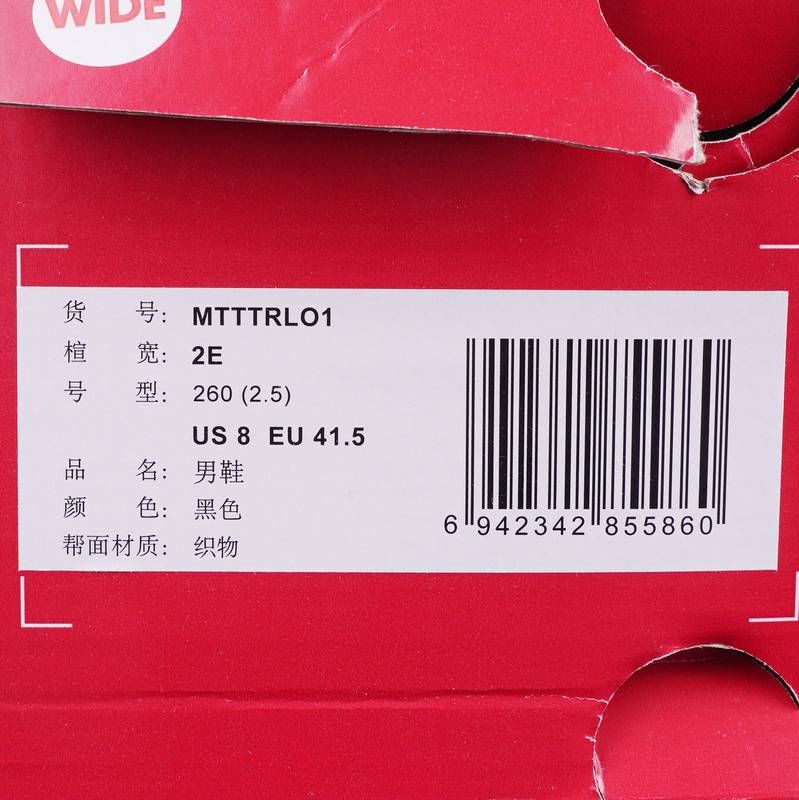 WIDE
货 号: MTTTRLO1
楦 宽: 2E
号 型: 260 (2.5)
US 8 EU 41.5
品 名: 男鞋
颜 色: 黑色
帮面材质: 织物
6 942342 855860